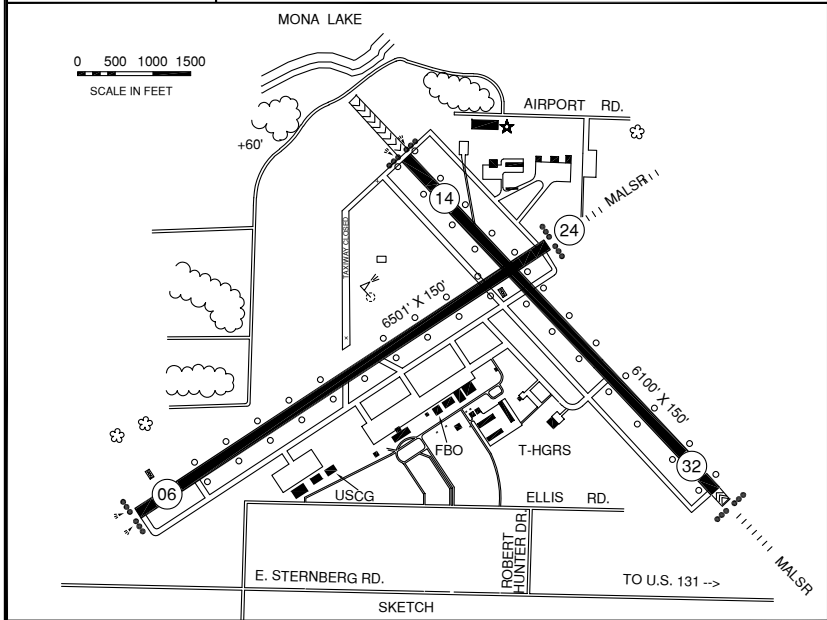 MONA LAKE
0 500 1000 1500
SCALE IN FEET
AIRPORT RD.
+60'
MALSR
14
24
TAXIWAY CLOSED
6501' X 150'
6100' X 150'
FBO
T-HGRS
32
06
USCG
ELLIS RD.
ROBERT
HUNTER DR.
MALSR
E. STERNBERG RD.
TO U.S. 131 -->
SKETCH